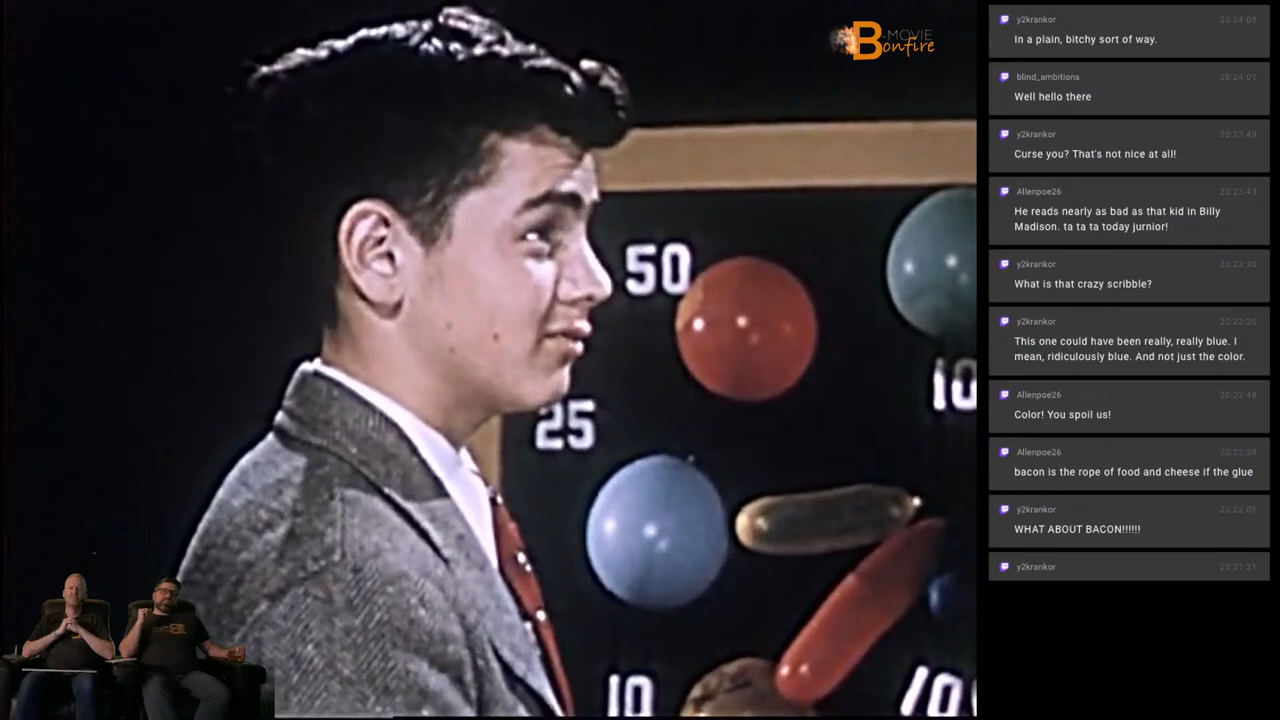 B-MOVIE
Bonfire
50
10
25
10
10
y2krankor 20:24:08
In a plain, bitchy sort of way.
blind_ambitions 20:24:01
Well hello there
y2krankor 20:23:49
Curse you? That's not nice at all!
Allenpoe26 20:23:43
He reads nearly as bad as that kid in Billy
Madison. ta ta ta today jurnior!
y2krankor 20:23:30
What is that crazy scribble?
y2krankor 20:23:20
This one could have been really, really blue. I
mean, ridiculously blue. And not just the color.
Allenpoe26 20:22:49
Color! You spoil us!
Allenpoe26 20:22:39
bacon is the rope of food and cheese if the glue
y2krankor 20:22:05
WHAT ABOUT BACON!!!!!!
y2krankor 20:21:21